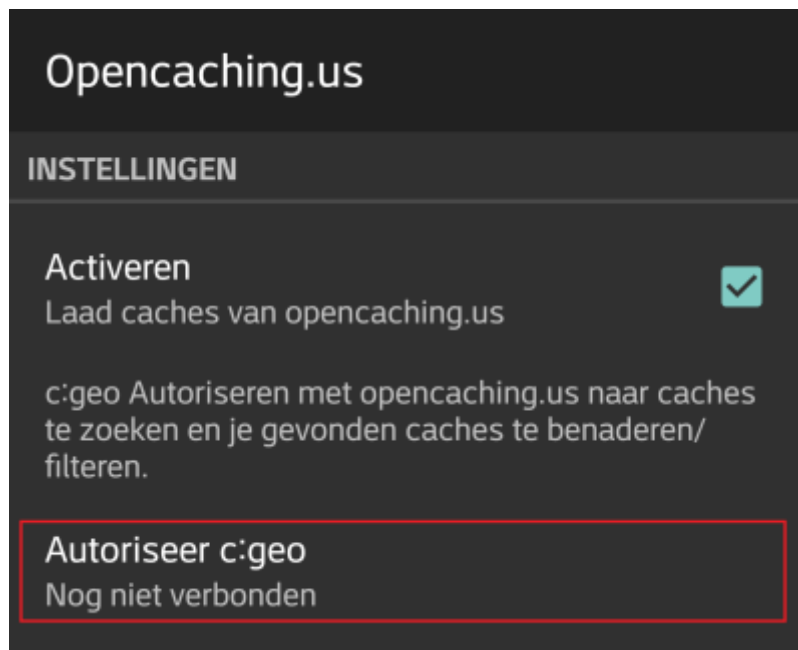 Opencaching.us
INSTELLINGEN
Activeren
Laad caches van opencaching.us
c:geo Autoriseren met opencaching.us naar caches
te zoeken en je gevonden caches te benaderen/
filteren.
Autoriseer c:geo
Nog niet verbonden